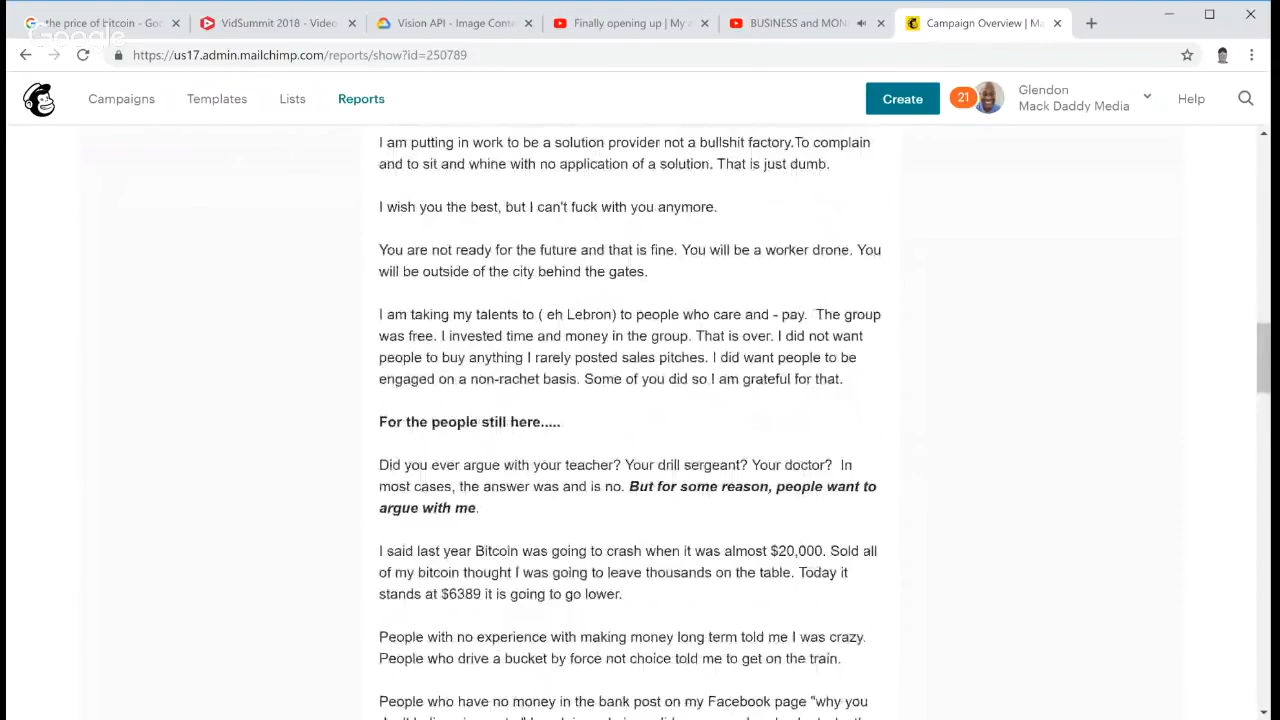 the price of bitcoin - Goo
VidSummit 2018 - Video
Vision API - Image Conte
Finally opening up | My
BUSINESS and MON
Campaign Overview | Ma
Google
https://us17.admin.mailchimp.com/reports/show?id=250789
Campaigns
Templates
Lists
Reports
Create
21
Glendon
Mack Daddy Media
Help
I am putting in work to be a solution provider not a bullshit factory.To complain
and to sit and whine with no application of a solution. That is just dumb.
I wish you the best, but I can't fuck with you anymore.
You are not ready for the future and that is fine. You will be a worker drone. You
will be outside of the city behind the gates.
I am taking my talents to ( eh Lebron) to people who care and - pay.  The group
was free. I invested time and money in the group. That is over. I did not want
people to buy anything I rarely posted sales pitches. I did want people to be
engaged on a non-rachet basis. Some of you did so I am grateful for that.
For the people still here.....
Did you ever argue with your teacher? Your drill sergeant? Your doctor?  In
most cases, the answer was and is no. But for some reason, people want to
argue with me.
I said last year Bitcoin was going to crash when it was almost $20,000. Sold all
of my bitcoin thought I was going to leave thousands on the table. Today it
stands at $6389 it is going to go lower.
People with no experience with making money long term told me I was crazy.
People who drive a bucket by force not choice told me to get on the train.
People who have no money in the bank post on my Facebook page "why you